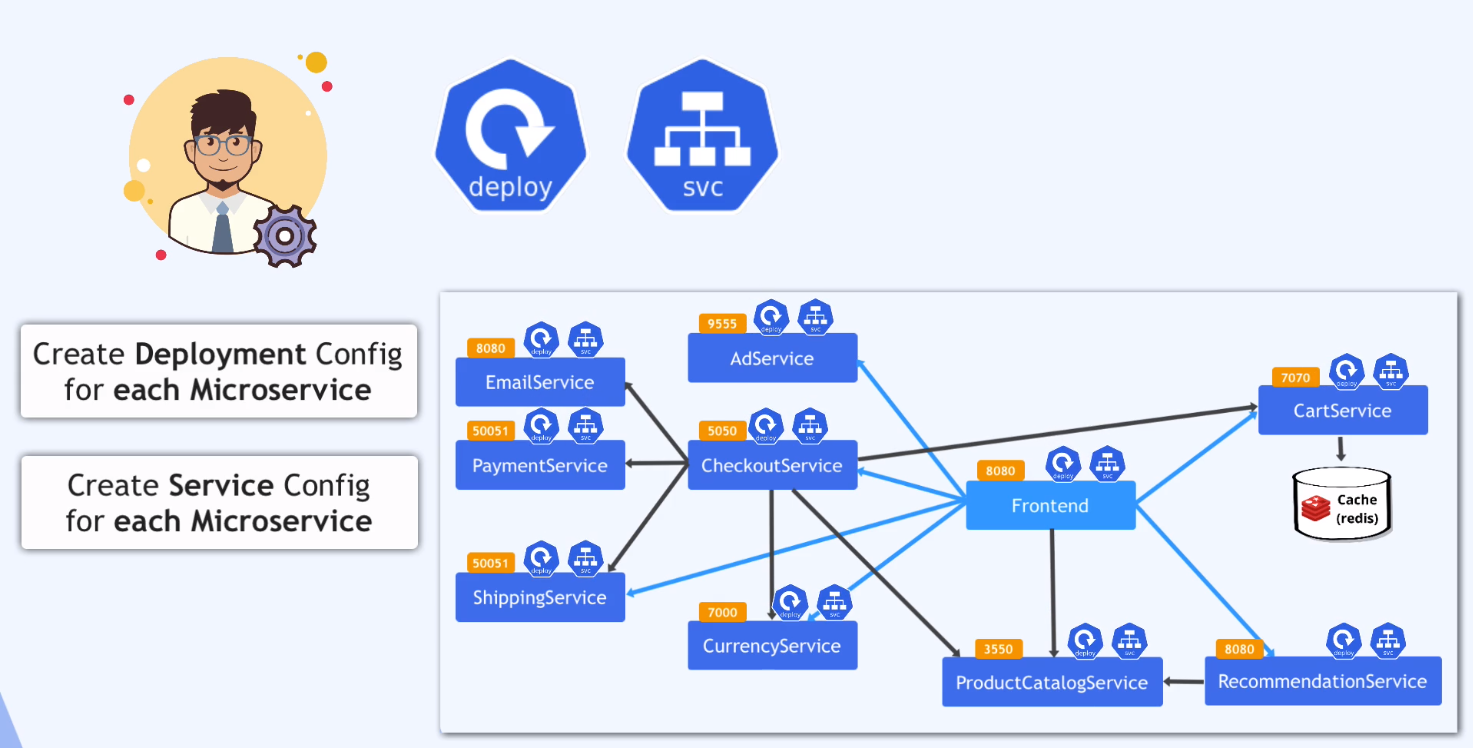 deploy
svc
Create Deployment Config
for each Microservice
Create Service Config
for each Microservice
9555
deploy
svc
AdService
8080
deploy
svc
EmailService
7070
deploy
svc
CartService
50051
deploy
svc
PaymentService
5050
deploy
svc
CheckoutService
8080
deploy
svc
Frontend
Cache
(redis)
50051
deploy
svc
ShippingService
7000
deploy
svc
CurrencyService
3550
deploy
svc
ProductCatalogService
8080
deploy
svc
RecommendationService